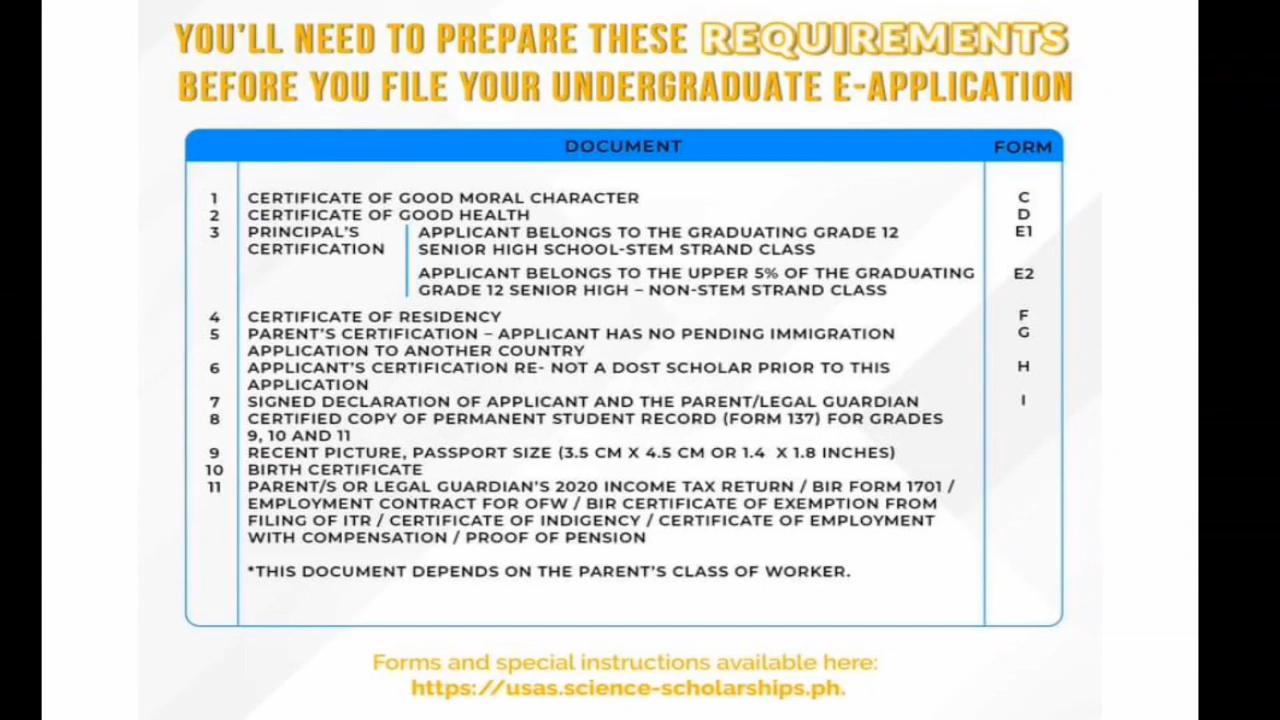 YOU'LL NEED TO PREPARE THESE REQUIREMENTS
BEFORE YOU FILE YOUR UNDERGRADUATE E-APPLICATION
DOCUMENT FORM
1 CERTIFICATE OF GOOD MORAL CHARACTER C
2 CERTIFICATE OF GOOD HEALTH D
3 PRINCIPAL'S APPLICANT BELONGS TO THE GRADUATING GRADE 12 E1
CERTIFICATION SENIOR HIGH SCHOOL-STEM STRAND CLASS
APPLICANT BELONGS TO THE UPPER 5% OF THE GRADUATING E2
GRADE 12 SENIOR HIGH – NON-STEM STRAND CLASS
4 CERTIFICATE OF RESIDENCY F
5 PARENT'S CERTIFICATION – APPLICANT HAS NO PENDING IMMIGRATION G
APPLICATION TO ANOTHER COUNTRY
6 APPLICANT'S CERTIFICATION RE- NOT A DOST SCHOLAR PRIOR TO THIS H
APPLICATION
7 SIGNED DECLARATION OF APPLICANT AND THE PARENT/LEGAL GUARDIAN I
8 CERTIFIED COPY OF PERMANENT STUDENT RECORD (FORM 137) FOR GRADES
9, 10 AND 11
9 RECENT PICTURE, PASSPORT SIZE (3.5 CM X 4.5 CM OR 1.4 X 1.8 INCHES)
10 BIRTH CERTIFICATE
11 PARENT/S OR LEGAL GUARDIAN'S 2020 INCOME TAX RETURN / BIR FORM 1701 /
EMPLOYMENT CONTRACT FOR OFW / BIR CERTIFICATE OF EXEMPTION FROM
FILING OF ITR / CERTIFICATE OF INDIGENCY / CERTIFICATE OF EMPLOYMENT
WITH COMPENSATION / PROOF OF PENSION
*THIS DOCUMENT DEPENDS ON THE PARENT'S CLASS OF WORKER.
Forms and special instructions available here:
https://usas.science-scholarships.ph.